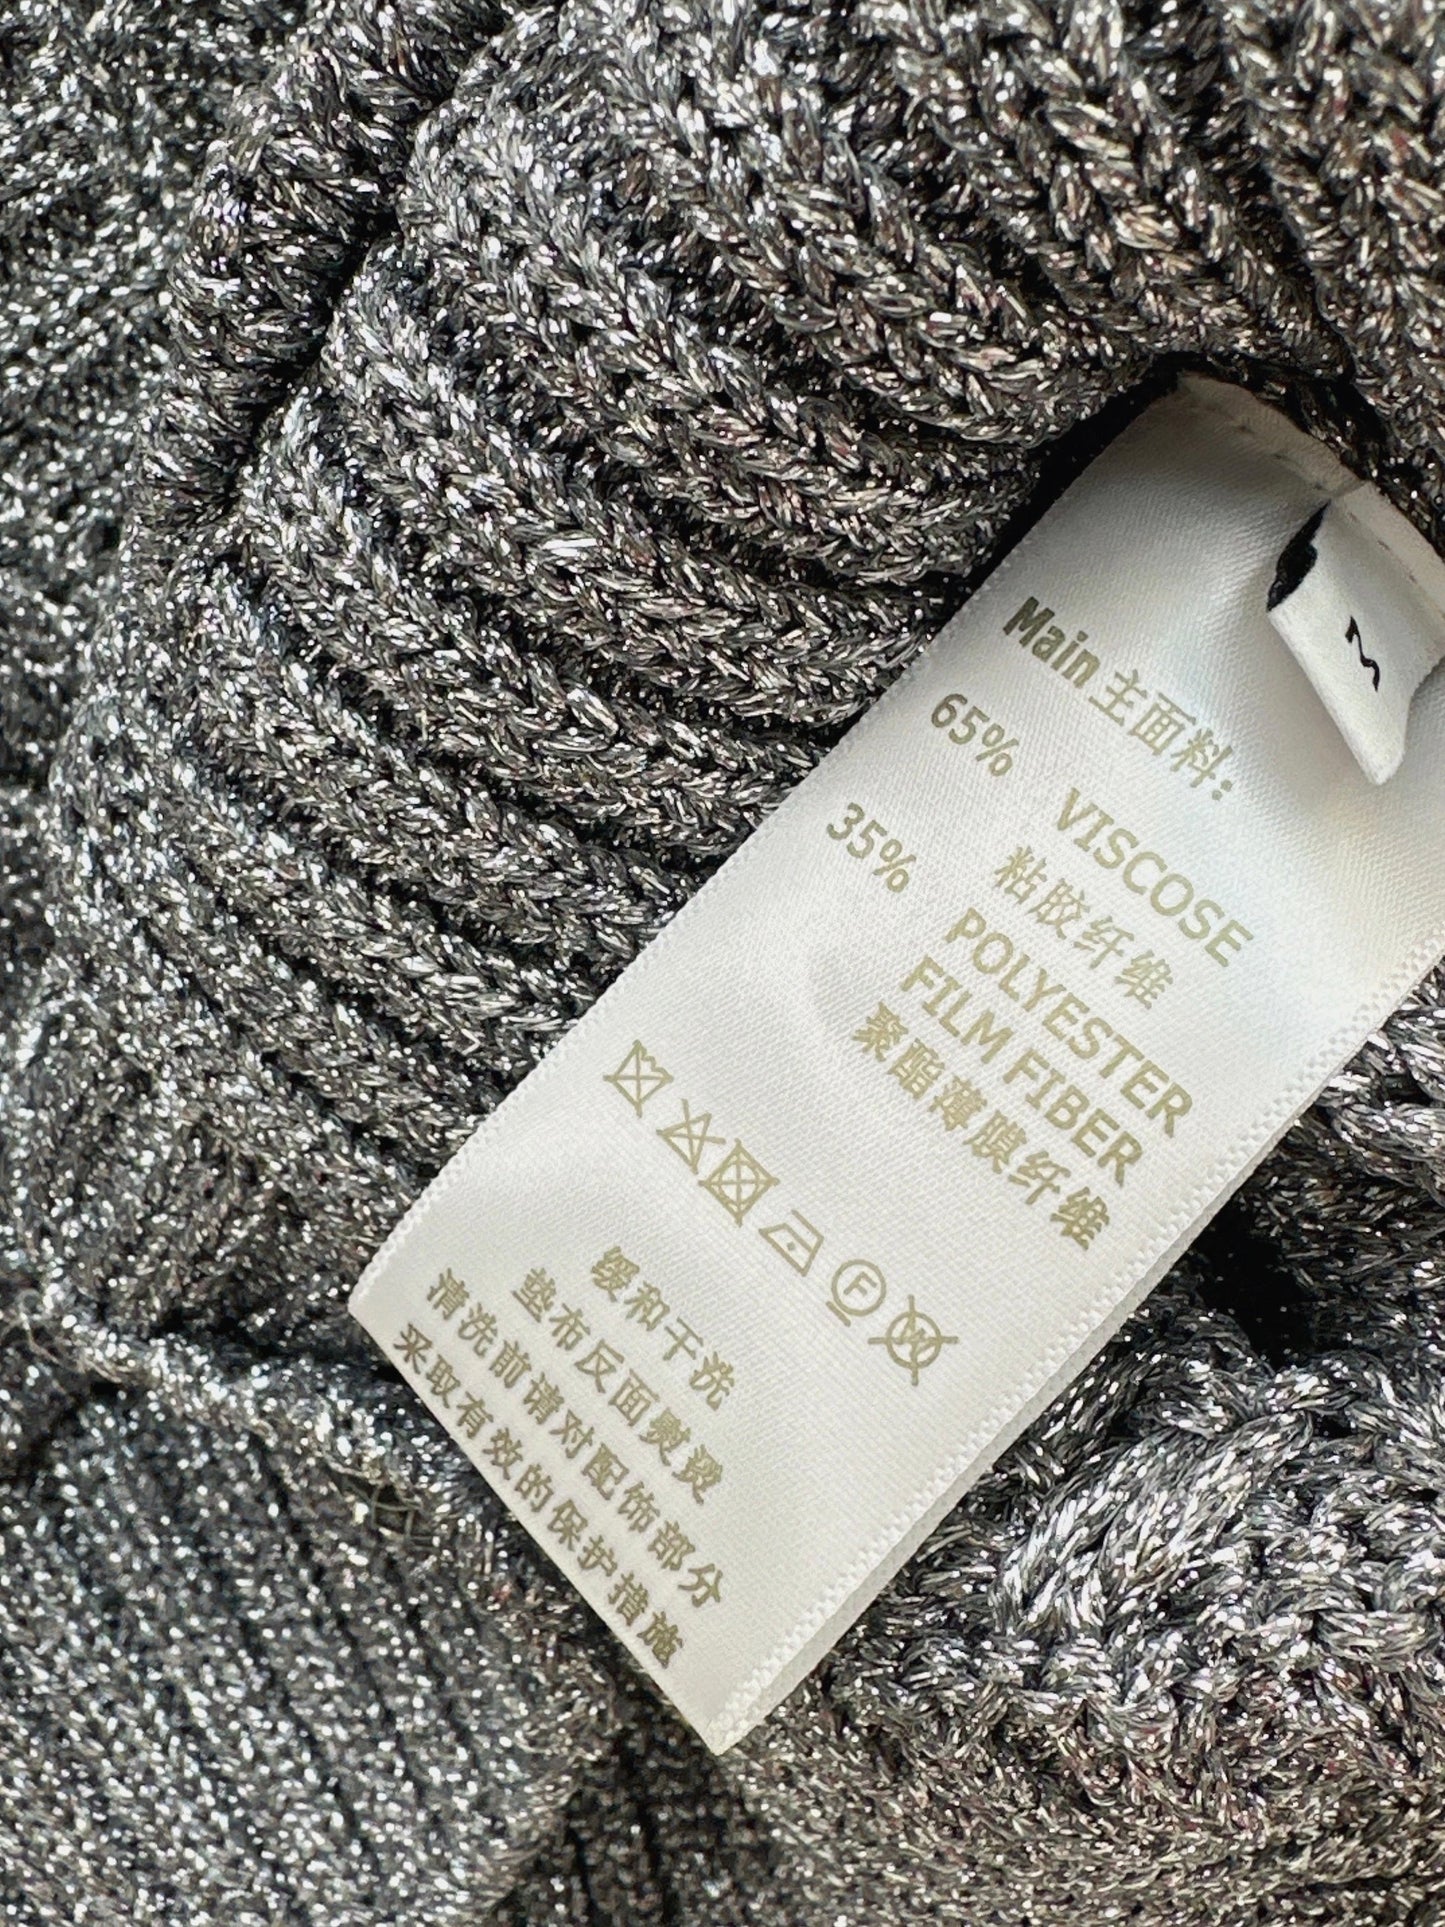 Main 主面料:
65% VISCOSE
粘胶纤维
35% POLYESTER
FILM FIBER
聚酯薄膜纤维
F W
缓和干洗
垫布反面熨烫
清洗前请对配饰部分
采取有效的保护措施